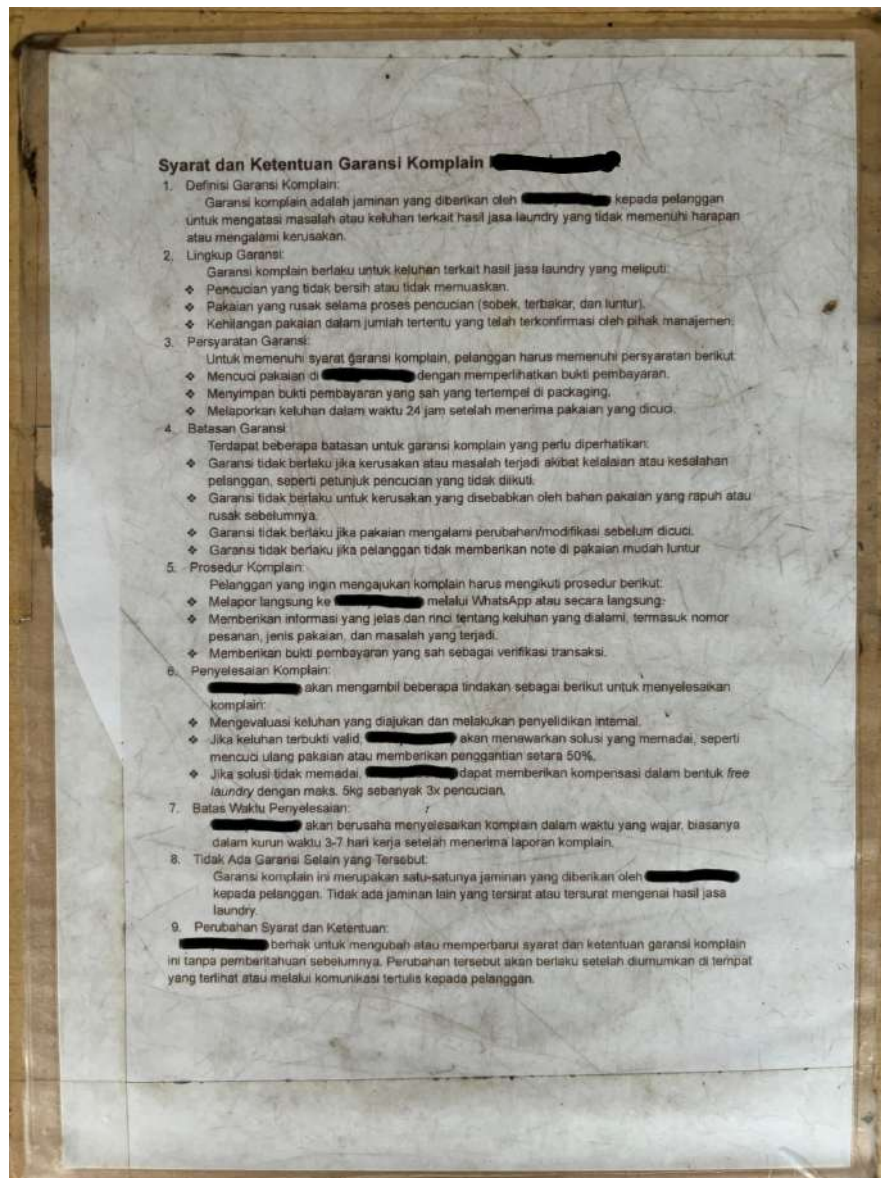 Syarat dan Ketentuan Garansi Komplain
1. Definisi Garansi Komplain:
Garansi komplain adalah jaminan yang diberikan oleh kepada pelanggan
untuk mengatasi masalah atau keluhan terkait hasil jasa laundry yang tidak memenuhi harapan
atau mengalami kerusakan.
2. Lingkup Garansi:
Garansi komplain berlaku untuk keluhan terkait hasil jasa laundry yang meliputi:
❖ Pencucian yang tidak bersih atau tidak memuaskan.
❖ Pakaian yang rusak selama proses pencucian (sobek, terbakar, dan luntur).
❖ Kehilangan pakaian dalam jumlah tertentu yang telah terkonfirmasi oleh pihak manajemen.
3. Persyaratan Garansi:
Untuk memenuhi syarat garansi komplain, pelanggan harus memenuhi persyaratan berikut:
❖ Mencuci pakaian di dengan memperlihatkan bukti pembayaran.
❖ Menyimpan bukti pembayaran yang sah yang tertempel di packaging.
❖ Melaporkan keluhan dalam waktu 24 jam setelah menerima pakaian yang dicuci.
4. Batasan Garansi:
Terdapat beberapa batasan untuk garansi komplain yang perlu diperhatikan:
❖ Garansi tidak berlaku jika kerusakan atau masalah terjadi akibat kelalaian atau kesalahan
pelanggan, seperti petunjuk pencucian yang tidak diikuti.
❖ Garansi tidak berlaku untuk kerusakan yang disebabkan oleh bahan pakaian yang rapuh atau
rusak sebelumnya.
❖ Garansi tidak berlaku jika pakaian mengalami perubahan/modifikasi sebelum dicuci.
❖ Garansi tidak berlaku jika pelanggan tidak memberikan note di pakaian mudah luntur
5. Prosedur Komplain:
Pelanggan yang ingin mengajukan komplain harus mengikuti prosedur berikut:
❖ Melapor langsung ke melalui WhatsApp atau secara langsung.
❖ Memberikan informasi yang jelas dan rinci tentang keluhan yang dialami, termasuk nomor
pesanan, jenis pakaian, dan masalah yang terjadi.
❖ Memberikan bukti pembayaran yang sah sebagai verifikasi transaksi.
6. Penyelesaian Komplain:
akan mengambil beberapa tindakan sebagai berikut untuk menyelesaikan
komplain:
❖ Mengevaluasi keluhan yang diajukan dan melakukan penyelidikan internal.
❖ Jika keluhan terbukti valid, akan menawarkan solusi yang memadai, seperti
mencuci ulang pakaian atau memberikan penggantian setara 50%.
❖ Jika solusi tidak memadai, dapat memberikan kompensasi dalam bentuk free
laundry dengan maks. 5kg sebanyak 3x pencucian.
7. Batas Waktu Penyelesaian:
akan berusaha menyelesaikan komplain dalam waktu yang wajar, biasanya
dalam kurun waktu 3-7 hari kerja setelah menerima laporan komplain.
8. Tidak Ada Garansi Selain yang Tersebut:
Garansi komplain ini merupakan satu-satunya jaminan yang diberikan oleh
kepada pelanggan. Tidak ada jaminan lain yang tersirat atau tersurat mengenai hasil jasa
laundry.
9. Perubahan Syarat dan Ketentuan:
berhak untuk mengubah atau memperbarui syarat dan ketentuan garansi komplain
ini tanpa pemberitahuan sebelumnya. Perubahan tersebut akan berlaku setelah diumumkan di tempat
yang terlihat atau melalui komunikasi tertulis kepada pelanggan.